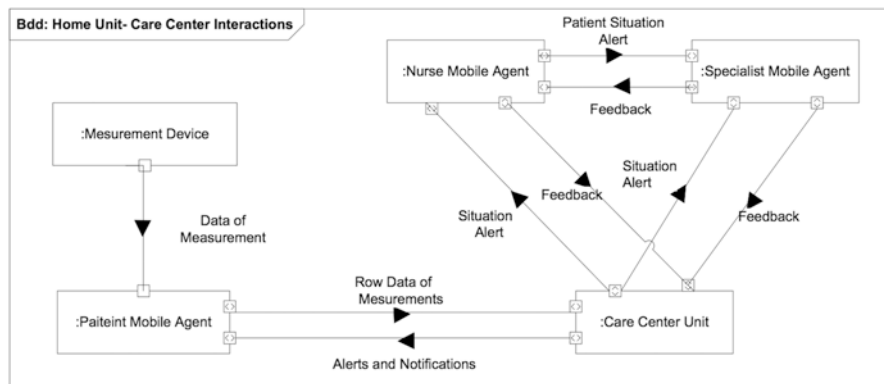 Bdd: Home Unit- Care Center Interactions
Patient Situation
Alert
:Nurse Mobile Agent
:Specialist Mobile Agent
Feedback
:Mesurement Device
Situation
Alert
Feedback
Situation
Alert
Feedback
Data of
Measurement
Row Data of
Mesurements
:Paiteint Mobile Agent
:Care Center Unit
Alerts and Notifications